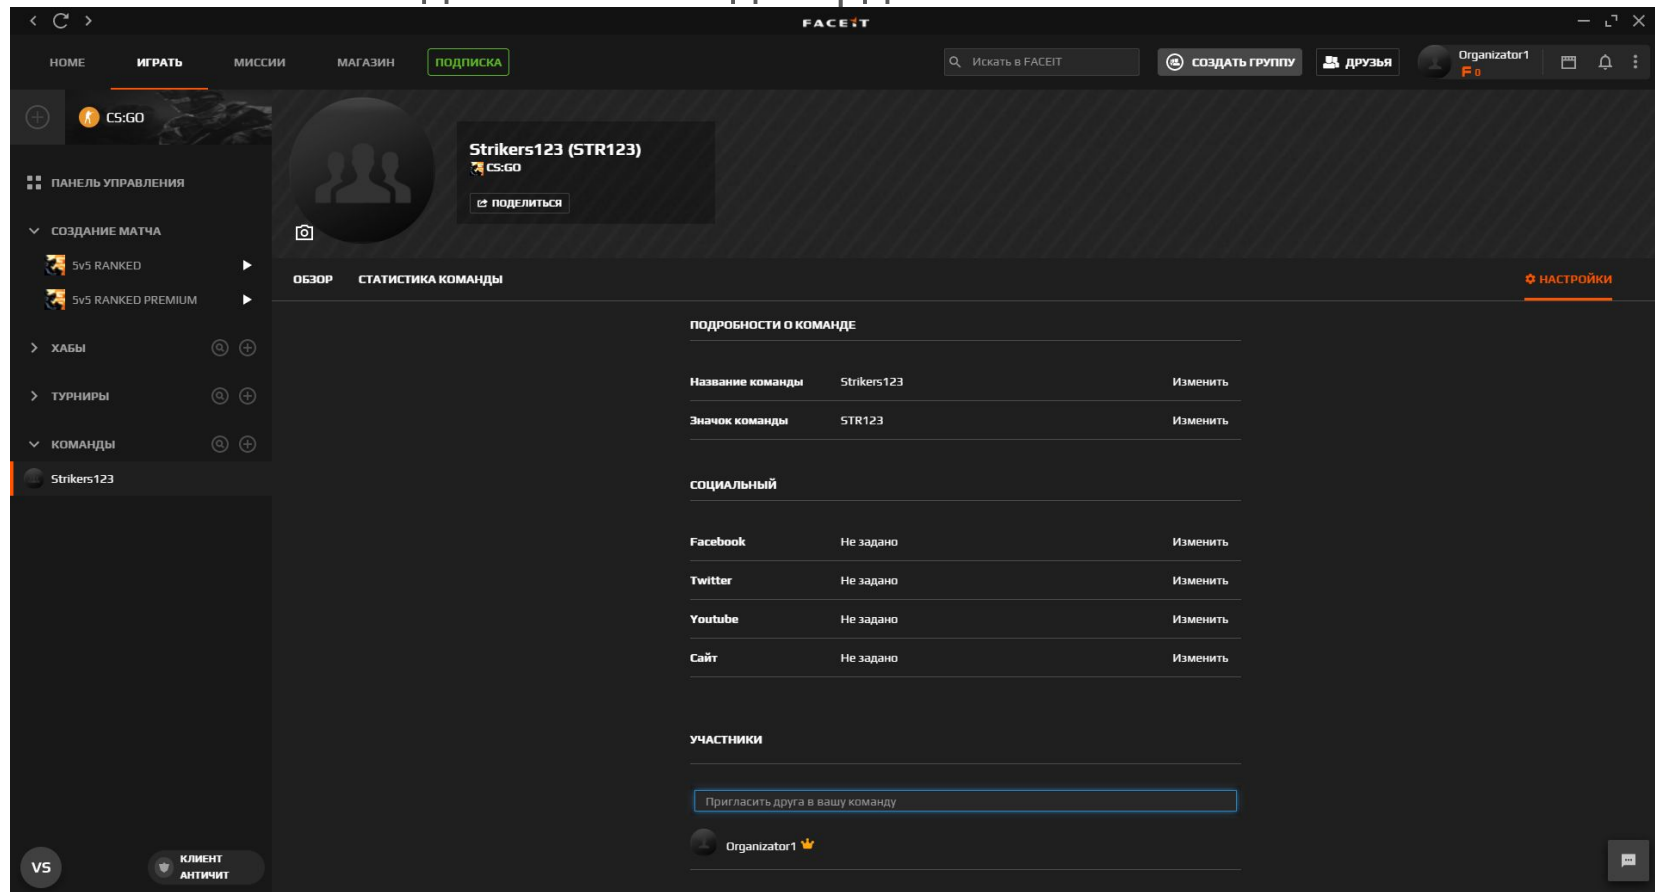 FACEIT
HOME ИГРАТЬ МИССИИ МАГАЗИН ПОДПИСКА Искать в FACEIT СОЗДАТЬ ГРУППУ ДРУЗЬЯ Organizator1
F 0
CS:GO
Strikers123 (STR123)
CS:GO
ПОДЕЛИТЬСЯ
ПАНЕЛЬ УПРАВЛЕНИЯ
СОЗДАНИЕ МАТЧА
5v5 RANKED
5v5 RANKED PREMIUM
ХАБЫ
ТУРНИРЫ
КОМАНДЫ
Strikers123
ОБЗОР СТАТИСТИКА КОМАНДЫ НАСТРОЙКИ
ПОДРОБНОСТИ О КОМАНДЕ
Название команды Strikers123 Изменить
Значок команды STR123 Изменить
СОЦИАЛЬНЫЙ
Facebook Не задано Изменить
Twitter Не задано Изменить
Youtube Не задано Изменить
Сайт Не задано Изменить
УЧАСТНИКИ
Пригласить друга в вашу команду
Organizator1
VS
КЛИЕНТ
АНТИЧИТ